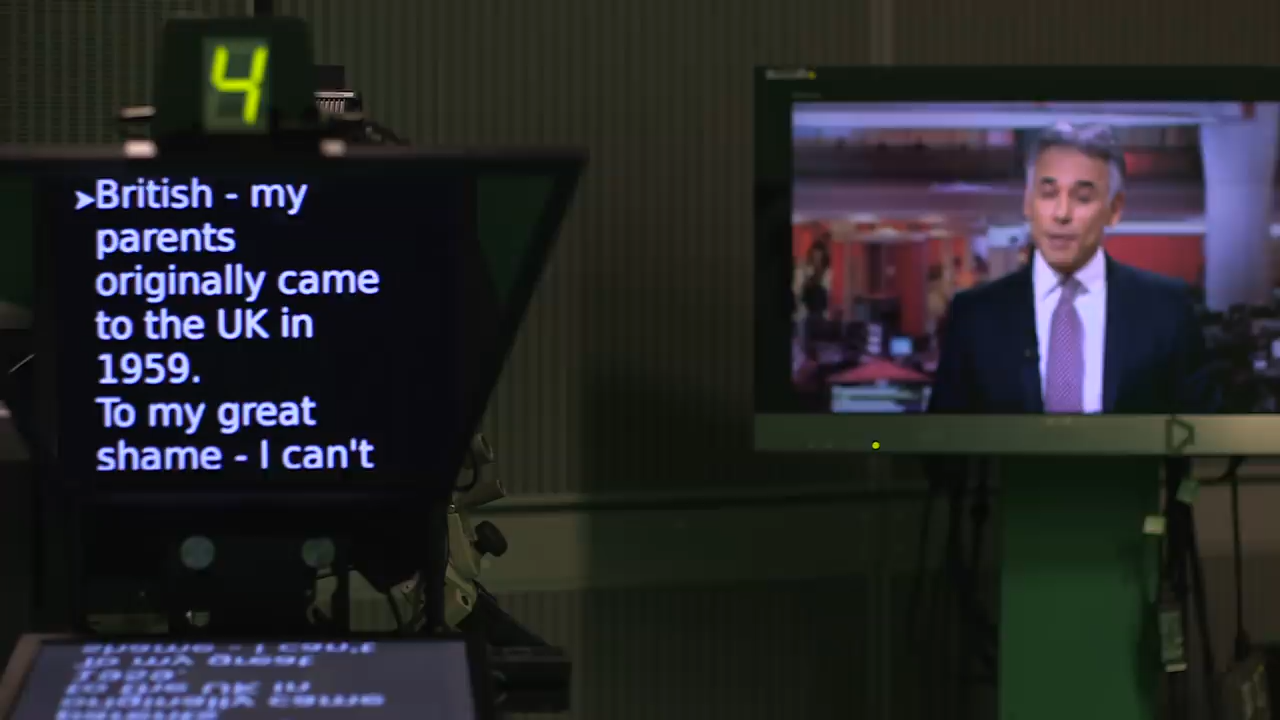 4
➤British - my
parents
originally came
to the UK in
1959.
To my great
shame - I can't